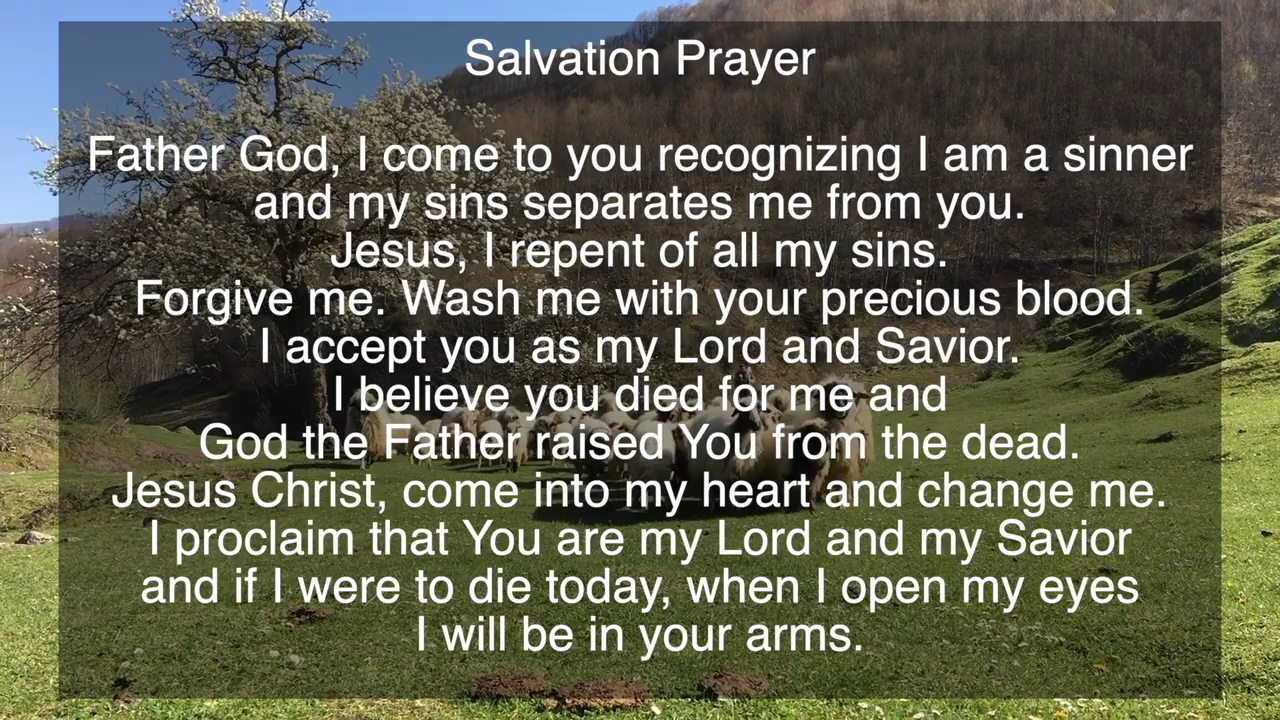 Salvation Prayer
Father God, I come to you recognizing I am a sinner
and my sins separates me from you.
Jesus, I repent of all my sins.
Forgive me. Wash me with your precious blood.
I accept you as my Lord and Savior.
I believe you died for me and
God the Father raised You from the dead.
Jesus Christ, come into my heart and change me.
I proclaim that You are my Lord and my Savior
and if I were to die today, when I open my eyes
I will be in your arms.